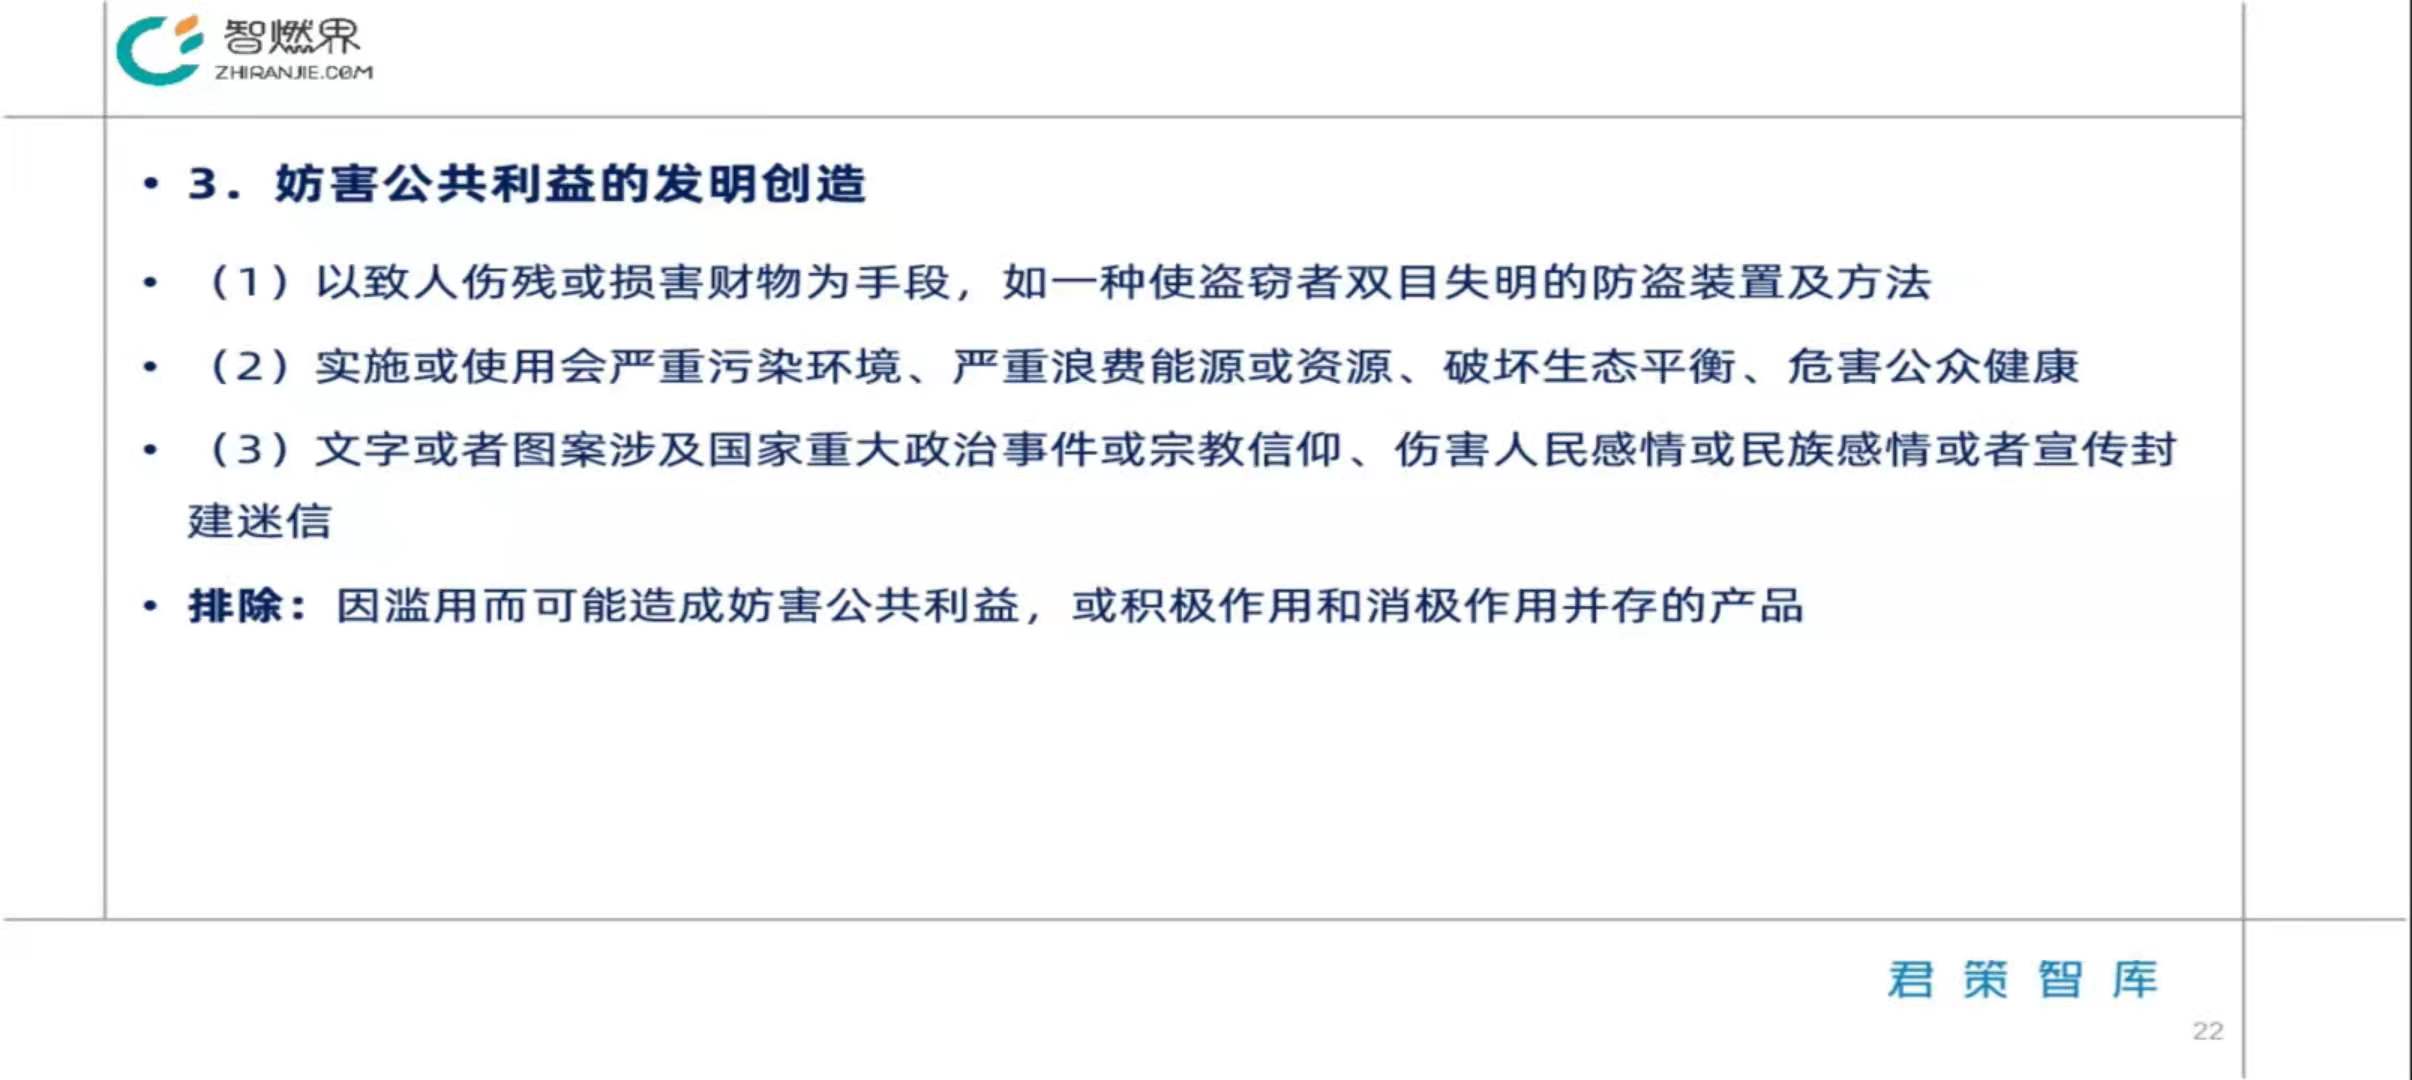 智燃界
ZHIRANJIE.COM
• 3. 妨害公共利益的发明创造
• （1）以致人伤残或损害财物为手段，如一种使盗窃者双目失明的防盗装置及方法
• （2）实施或使用会严重污染环境、严重浪费能源或资源、破坏生态平衡、危害公众健康
• （3）文字或者图案涉及国家重大政治事件或宗教信仰、伤害人民感情或民族感情或者宣传封
建迷信
• 排除：因滥用而可能造成妨害公共利益，或积极作用和消极作用并存的产品
君策智库
22